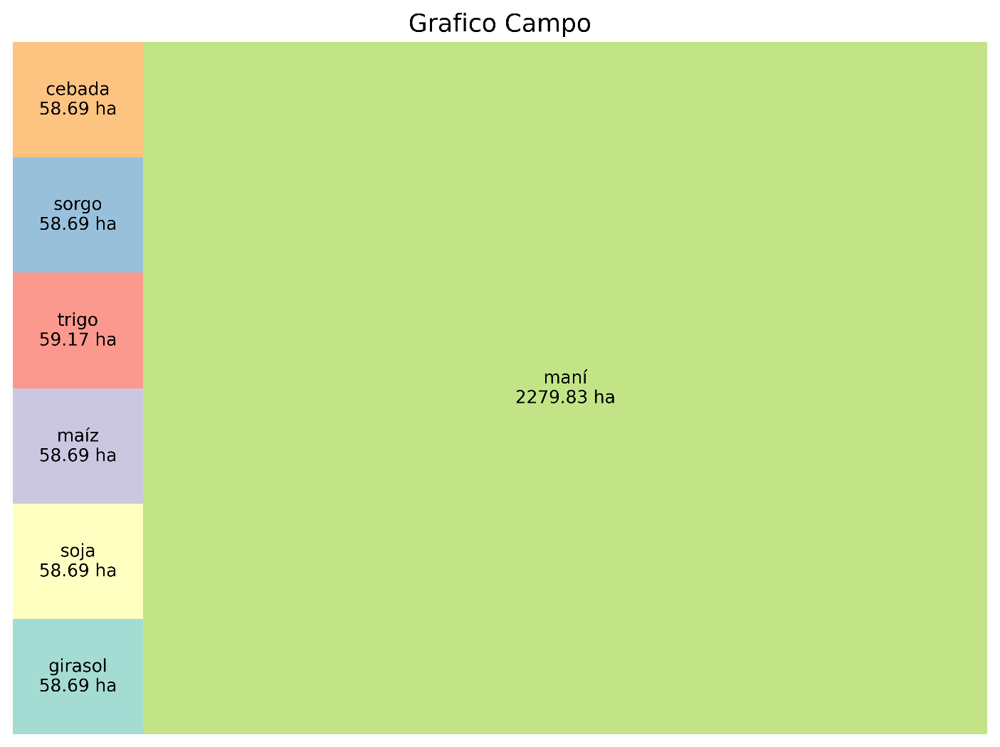 Grafico Campo
cebada
58.69 ha
sorgo
58.69 ha
trigo
59.17 ha
maíz
58.69 ha
soja
58.69 ha
girasol
58.69 ha
maní
2279.83 ha